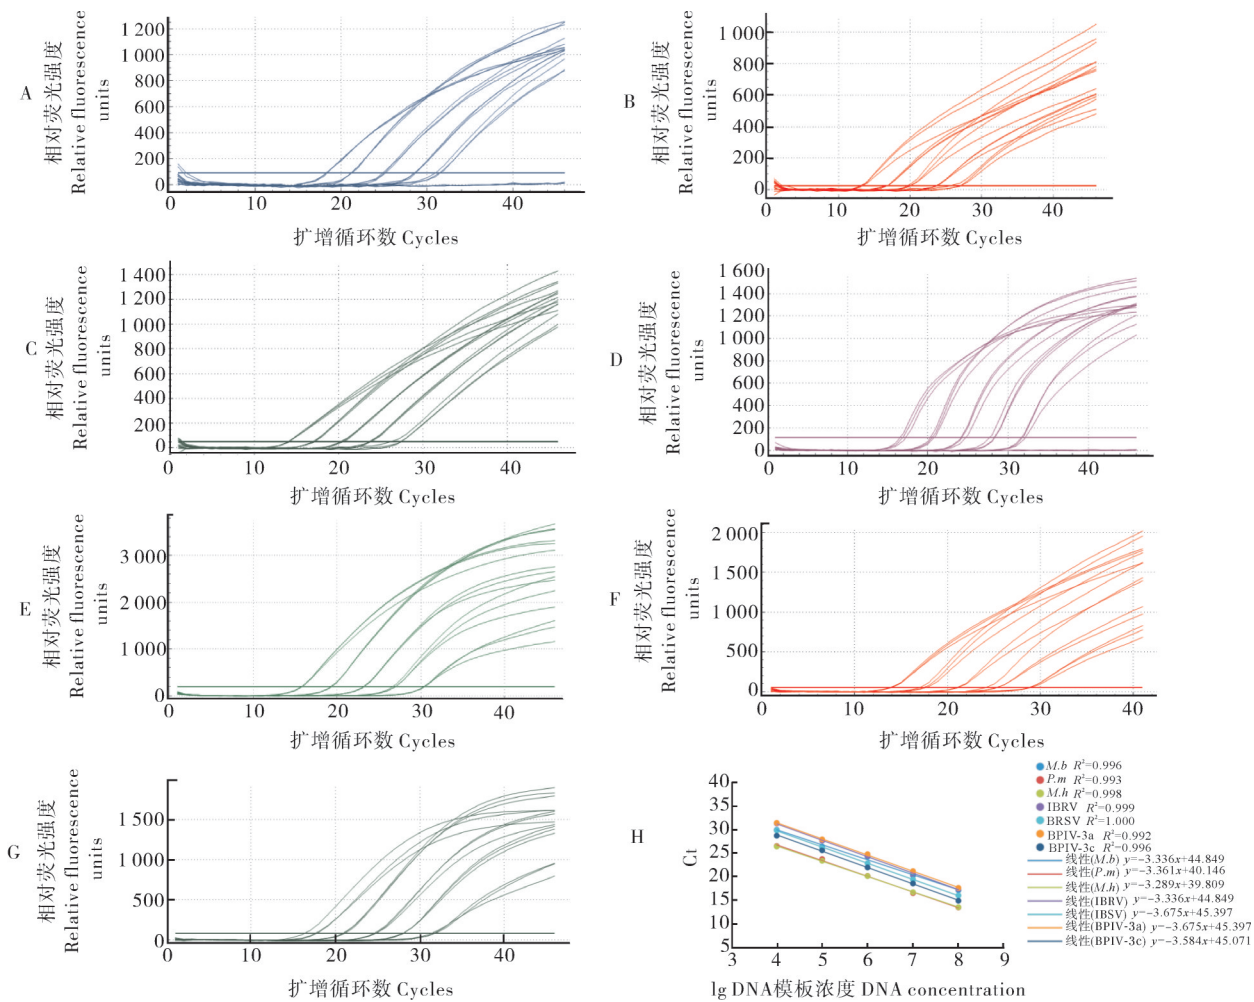 A
相对荧光强度
Relative fluorescence
units
1 200
1 000
800
600
400
200
0
0 10 20 30 40
扩增循环数 Cycles
B
相对荧光强度
Relative fluorescence
units
1 000
800
600
400
200
0
0 10 20 30 40
扩增循环数 Cycles
C
相对荧光强度
Relative fluorescence
units
1 400
1 200
1 000
800
600
400
200
0
0 10 20 30 40
扩增循环数 Cycles
D
相对荧光强度
Relative fluorescence
units
1 600
1 400
1 200
1 000
800
600
400
200
0
0 10 20 30 40
扩增循环数 Cycles
E
相对荧光强度
Relative fluorescence
units
3 000
2 000
1 000
0
0 10 20 30 40
扩增循环数 Cycles
F
相对荧光强度
Relative fluorescence
units
2 000
1 500
1 000
500
0
0 10 20 30 40
扩增循环数 Cycles
G
相对荧光强度
Relative fluorescence
units
1 500
1 000
500
0
0 10 20 30 40
扩增循环数 Cycles
H
Ct
40
35
30
25
20
15
10
5
3 4 5 6 7 8 9
lg DNA模板浓度 DNA concentration
M.b R²=0.996
P.m R²=0.993
M.h R²=0.998
IBRV R²=0.999
BRSV R²=1.000
BPIV-3a R²=0.992
BPIV-3c R²=0.996
线性(M.b) y=-3.336x+44.849
线性(P.m) y=-3.361x+40.146
线性(M.h) y=-3.289x+39.809
线性(IBRV) y=-3.336x+44.849
线性(IBSV) y=-3.675x+45.397
线性(BPIV-3a) y=-3.675x+45.397
线性(BPIV-3c) y=-3.584x+45.071